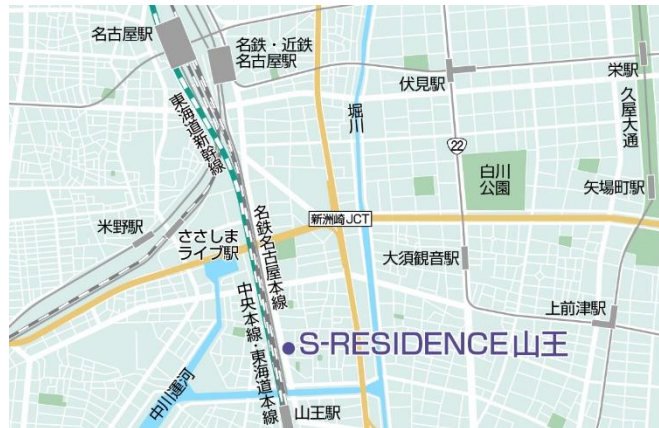 名古屋駅
名鉄・近鉄
名古屋駅
伏見駅
栄駅
東海道新幹線
堀川
久屋大通
22
白川
公園
矢場町駅
米野駅
ささしま
ライブ駅
名鉄名古屋本線
新洲崎JCT
大須観音駅
上前津駅
中央本線・東海道本線
S-RESIDENCE山王
中川運河
山王駅